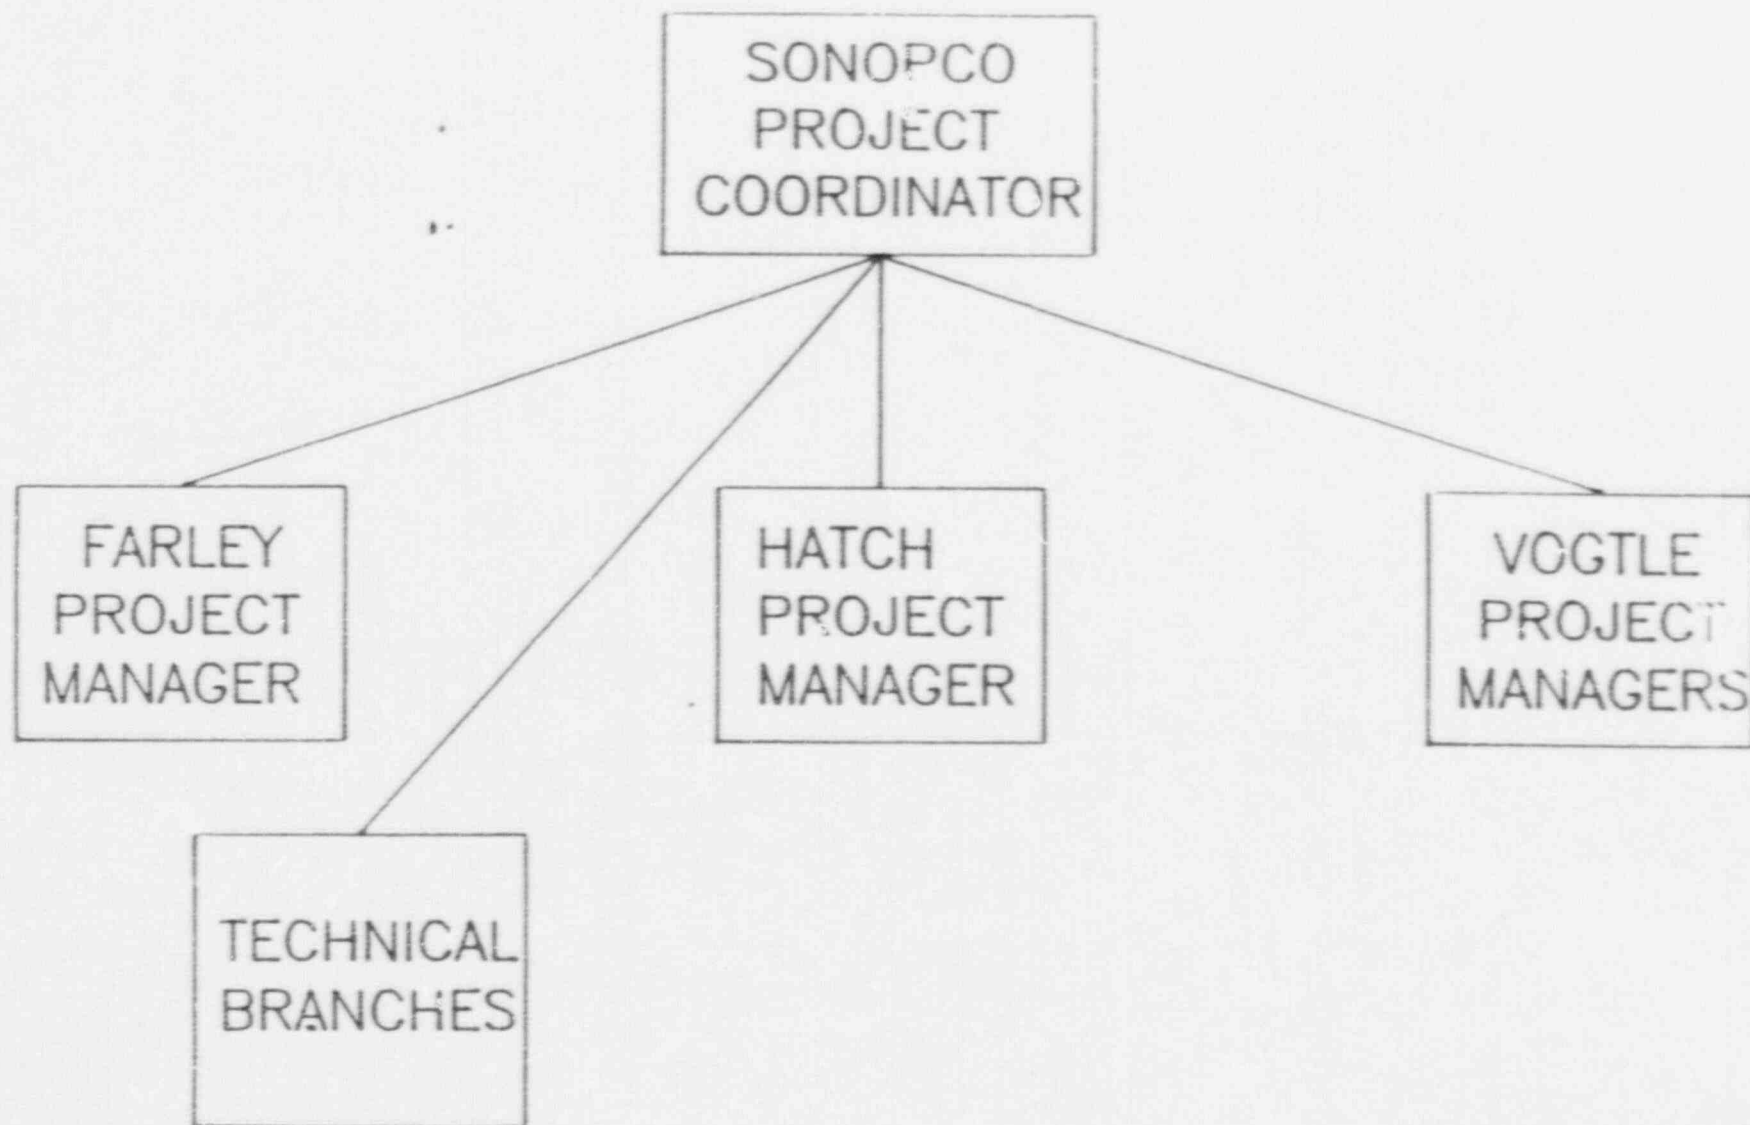 SONOPCO
PROJECT
COORDINATOR
FARLEY
PROJECT
MANAGER
HATCH
PROJECT
MANAGER
VOGTLE
PROJECT
MANAGERS
TECHNICAL
BRANCHES